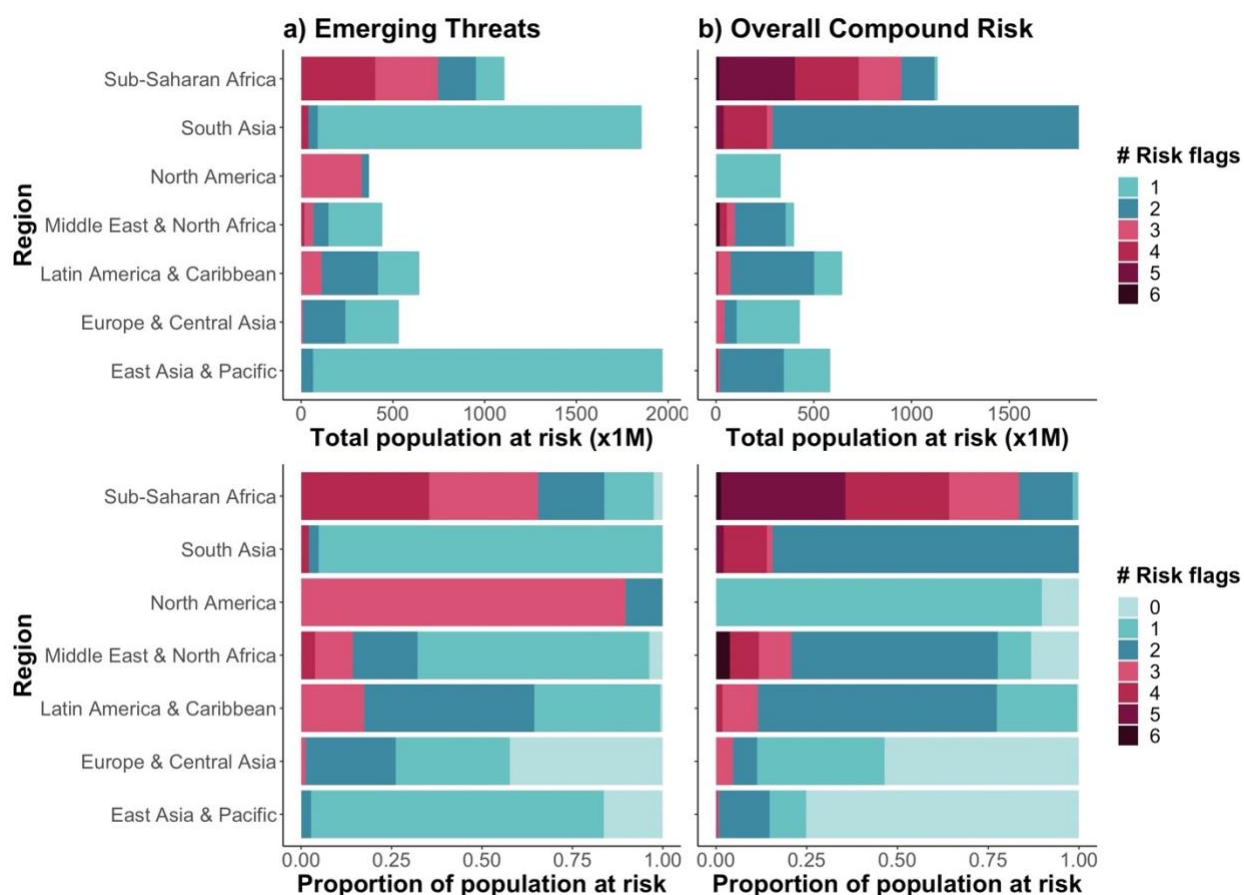 a) Emerging Threats
b) Overall Compound Risk
Region
Sub-Saharan Africa
South Asia
North America
Middle East & North Africa
Latin America & Caribbean
Europe & Central Asia
East Asia & Pacific
0 500 1000 1500 2000
Total population at risk (x1M)
0 500 1000 1500
Total population at risk (x1M)
# Risk flags
1
2
3
4
5
6
Region
Sub-Saharan Africa
South Asia
North America
Middle East & North Africa
Latin America & Caribbean
Europe & Central Asia
East Asia & Pacific
0.00 0.25 0.50 0.75 1.00
Proportion of population at risk
0.00 0.25 0.50 0.75 1.00
Proportion of population at risk
# Risk flags
0
1
2
3
4
5
6